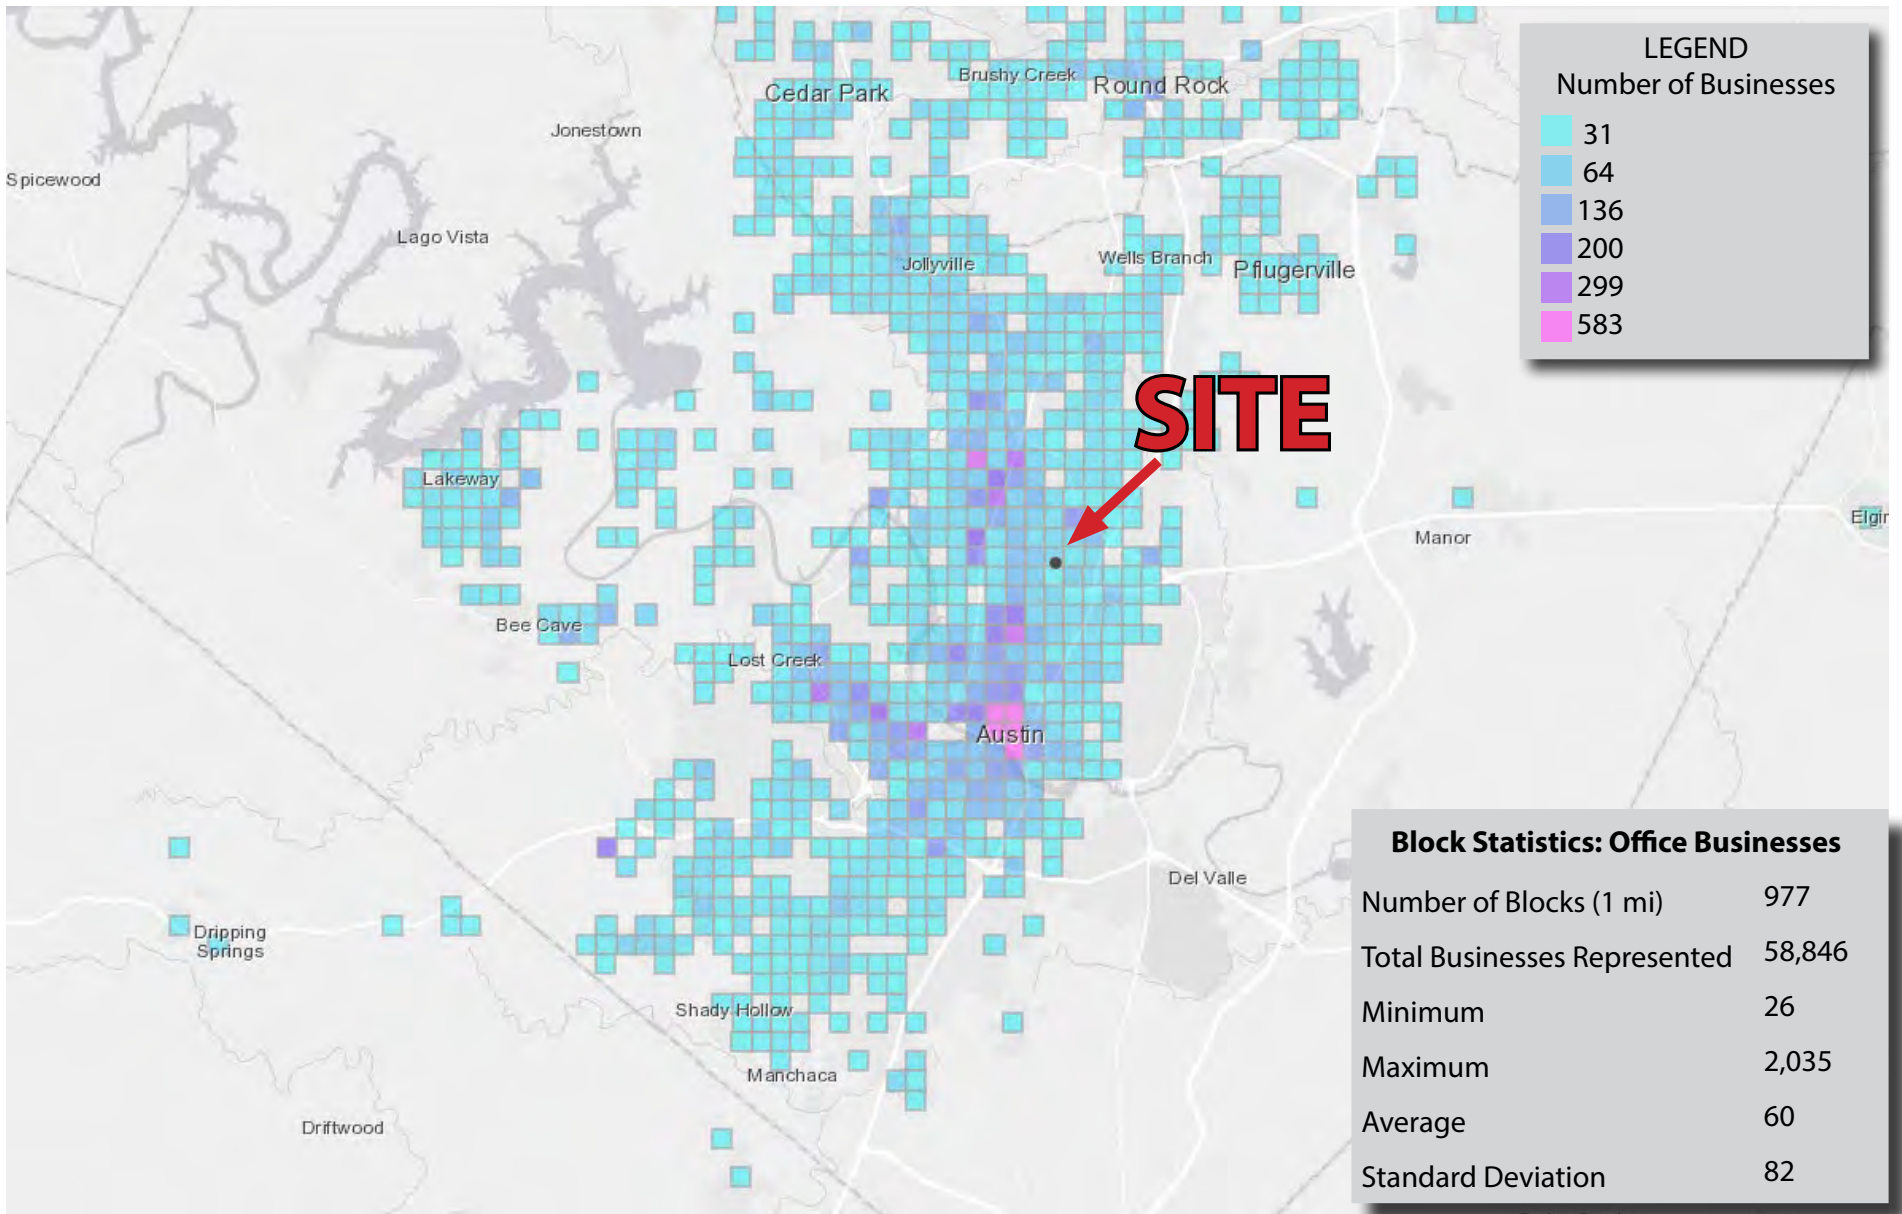 LEGEND
Number of Businesses
31
64
136
200
299
583
Brushy Creek
Round Rock
Cedar Park
Jonestown
Spicewood
Lago Vista
Jollyville
Wells Branch
Pflugerville
SITE
Lakeway
Manor
Elgin
Bee Cave
Lost Creek
Austin
Del Valle
Dripping
Springs
Shady Hollow
Manchaca
Driftwood
Block Statistics: Office Businesses
Number of Blocks (1 mi) 977
Total Businesses Represented 58,846
Minimum 26
Maximum 2,035
Average 60
Standard Deviation 82